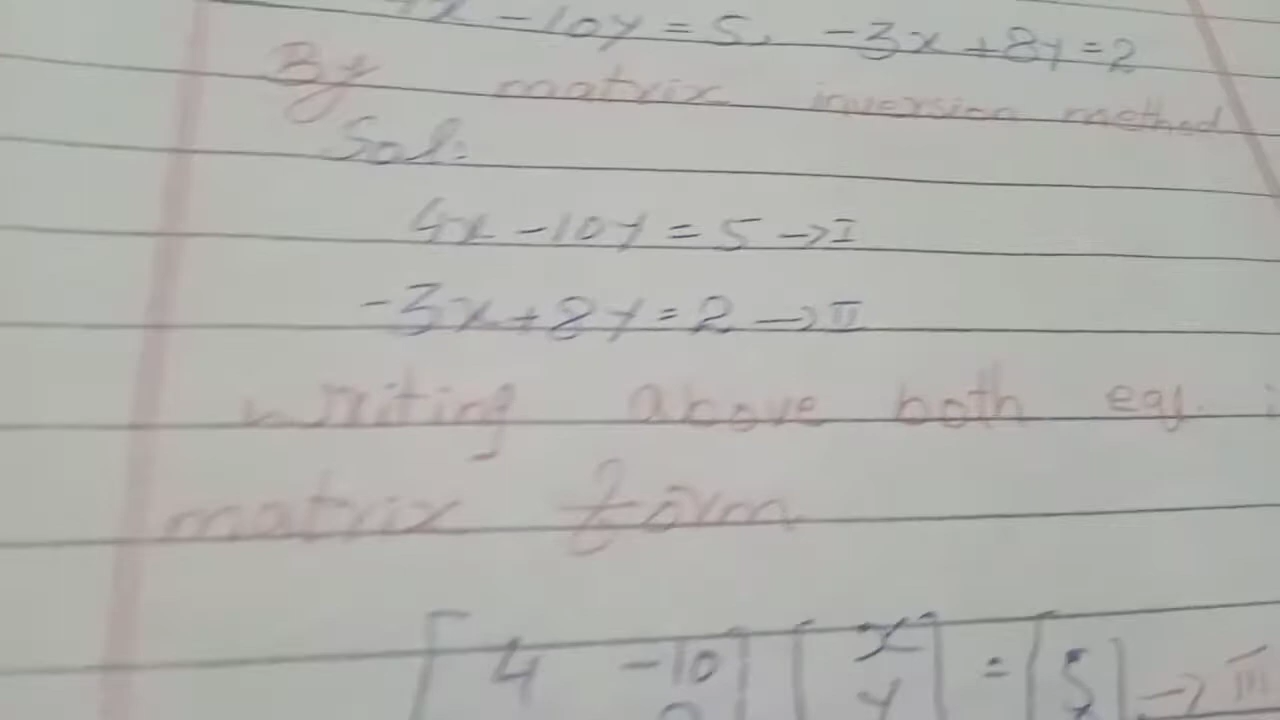 4x -10y = 5, -3x +8y = 2
By matrix inversion method
Sol:
4x -10y = 5 → I
-3x + 8y = 2 → II
writing above both eq.
matrix form
[4 -10] [x] = [5] → III
y